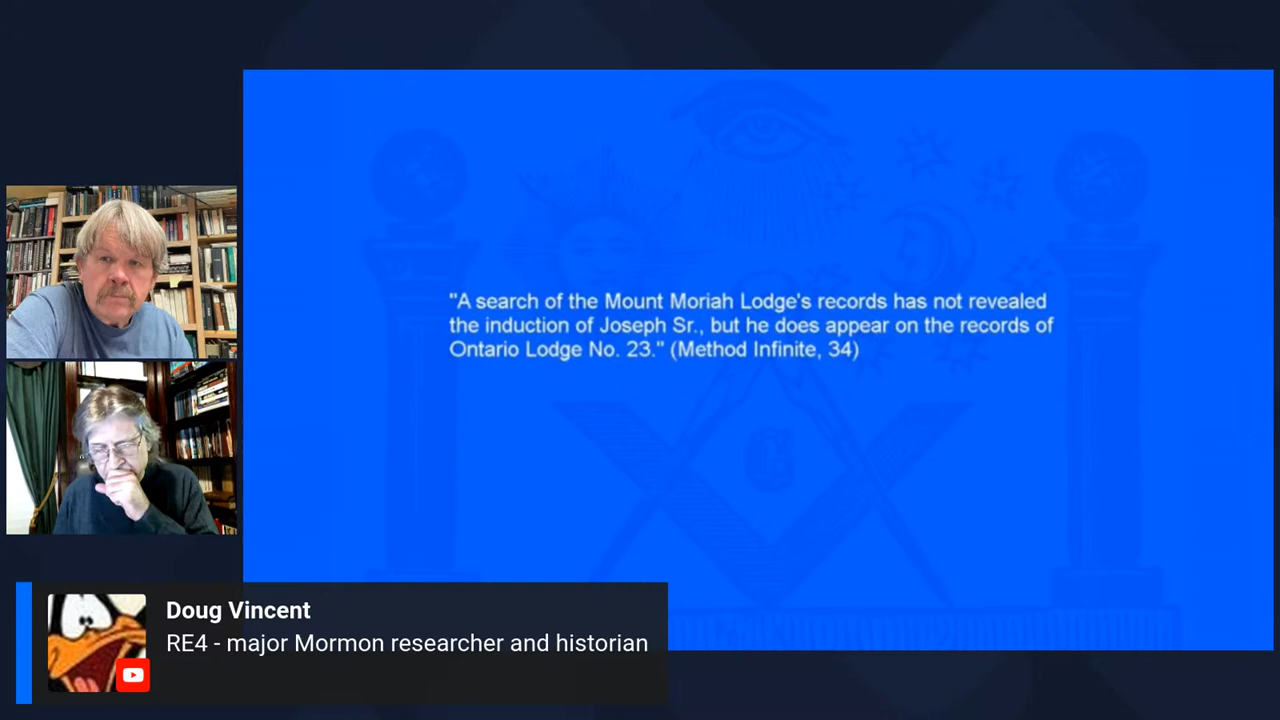 "A search of the Mount Moriah Lodge's records has not revealed
the induction of Joseph Sr., but he does appear on the records of
Ontario Lodge No. 23." (Method Infinite, 34)
G
Doug Vincent
RE4 - major Mormon researcher and historian